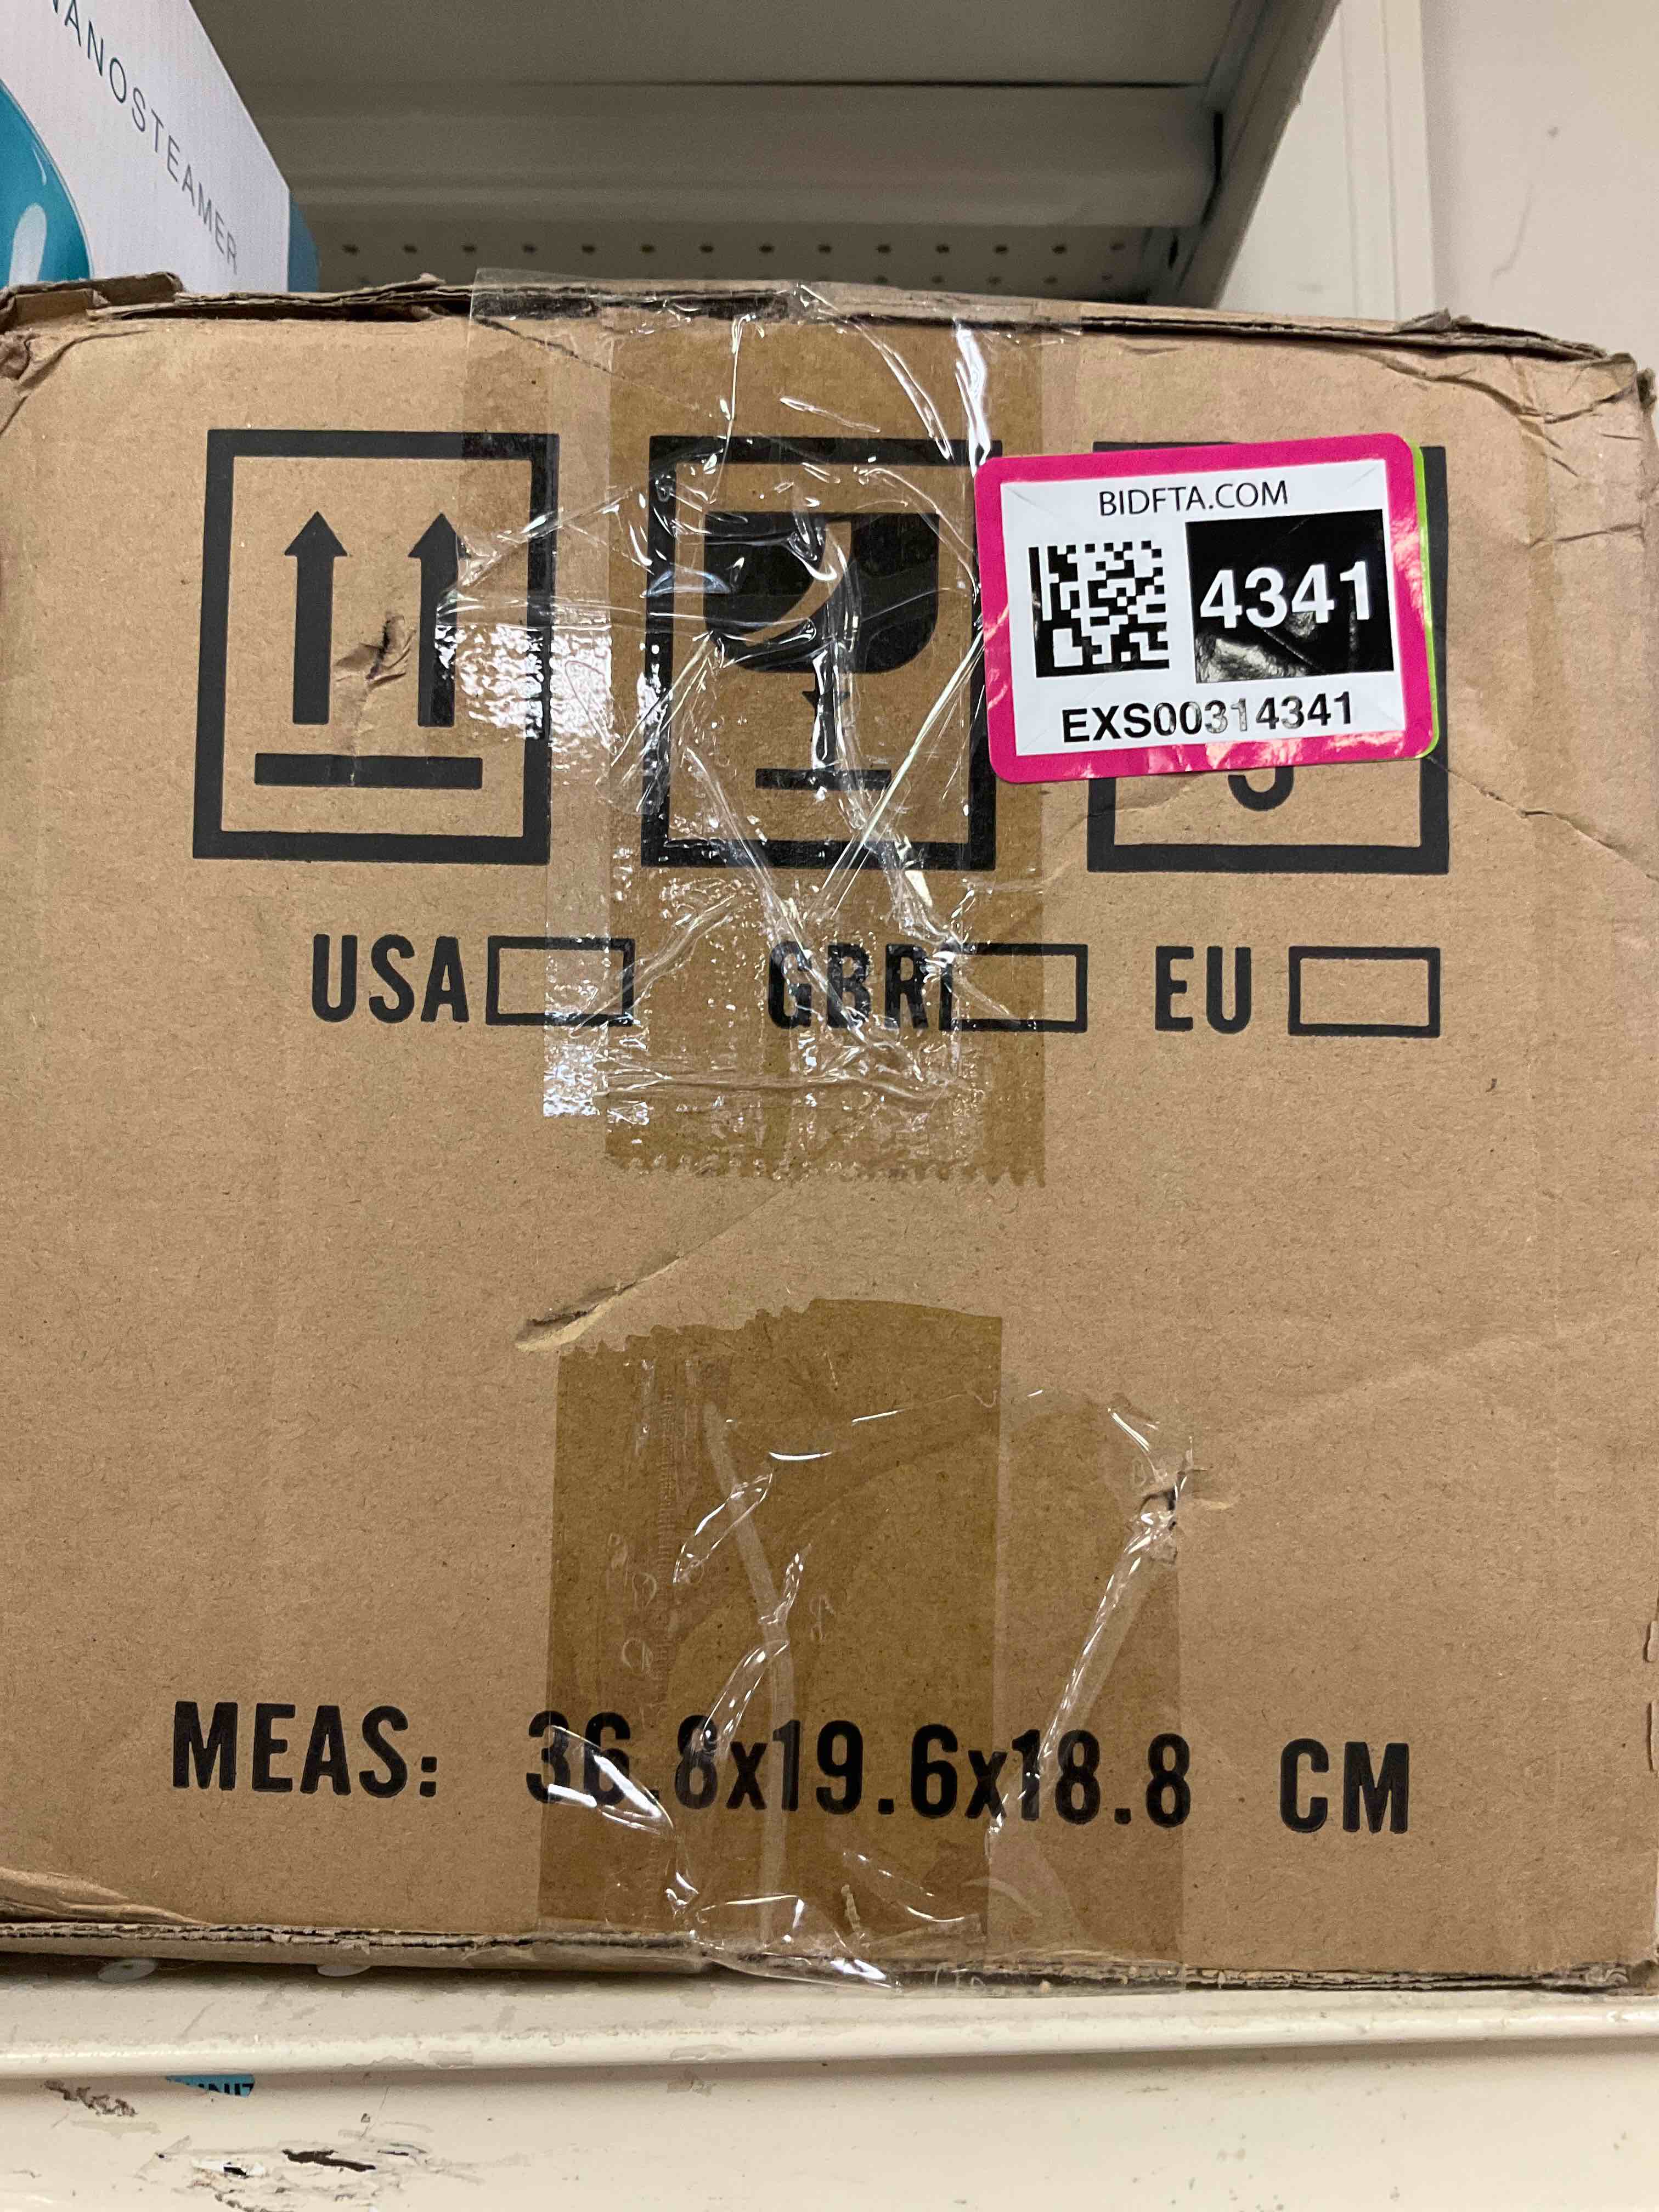 NANOSTEAMER
BIDFTA.COM
4341
EXS00314341
USA GBR EU
MEAS: 36.8x19.6x18.8 CM